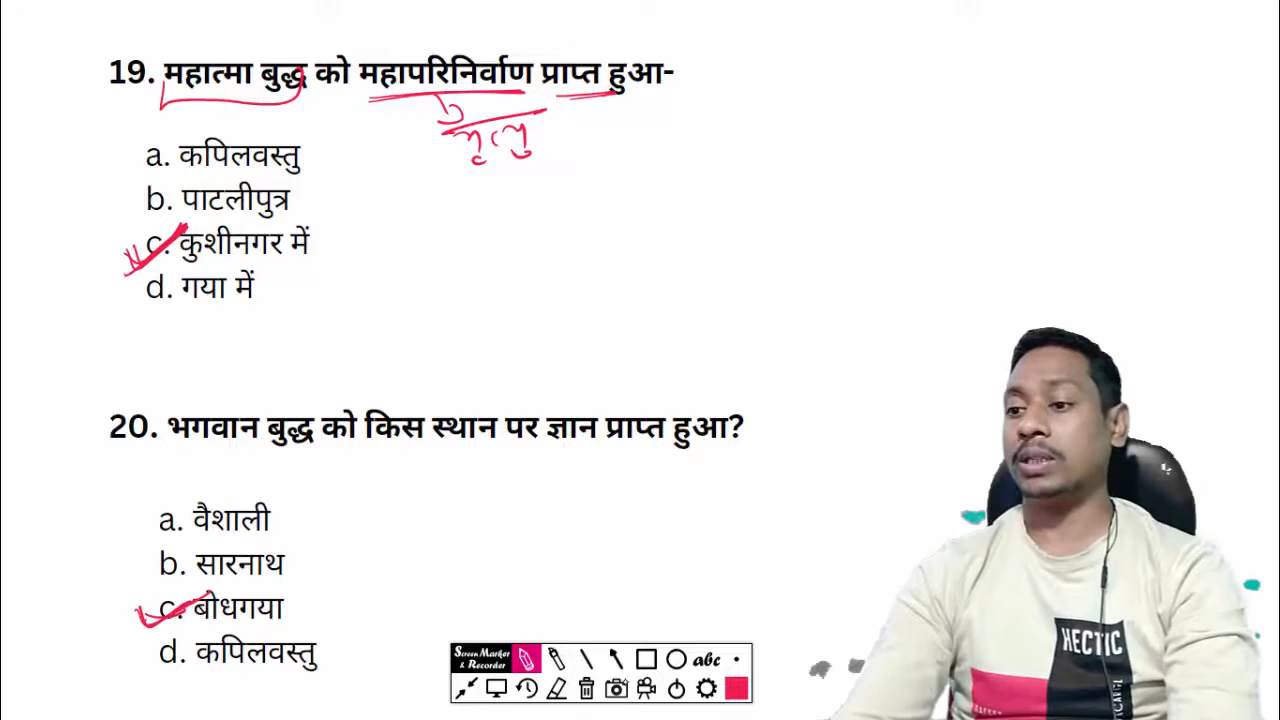 19. महात्मा बुद्ध को महापरिनिर्वाण प्राप्त हुआ-
मृत्यु
a. कपिलवस्तु
b. पाटलीपुत्र
c. कुशीनगर में
d. गया में
20. भगवान बुद्ध को किस स्थान पर ज्ञान प्राप्त हुआ?
a. वैशाली
b. सारनाथ
c. बोधगया
d. कपिलवस्तु
HECTIC
Screen Marker
& Recorder
abc